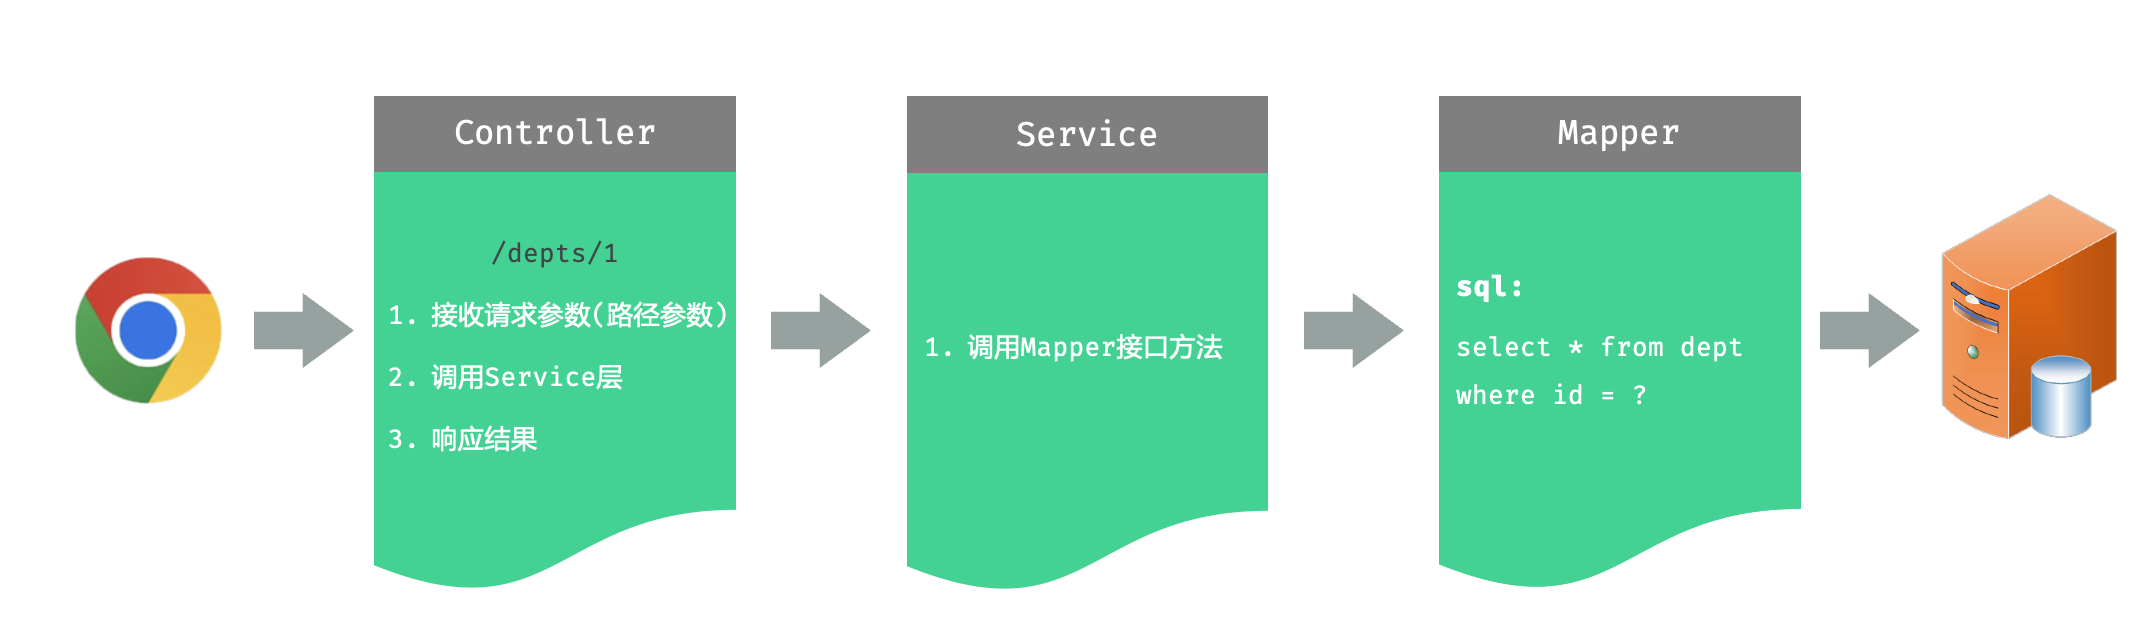 Controller
/depts/1
1. 接收请求参数(路径参数)
2. 调用Service层
3. 响应结果
Service
1. 调用Mapper接口方法
Mapper
sql:
select * from dept
where id = ?